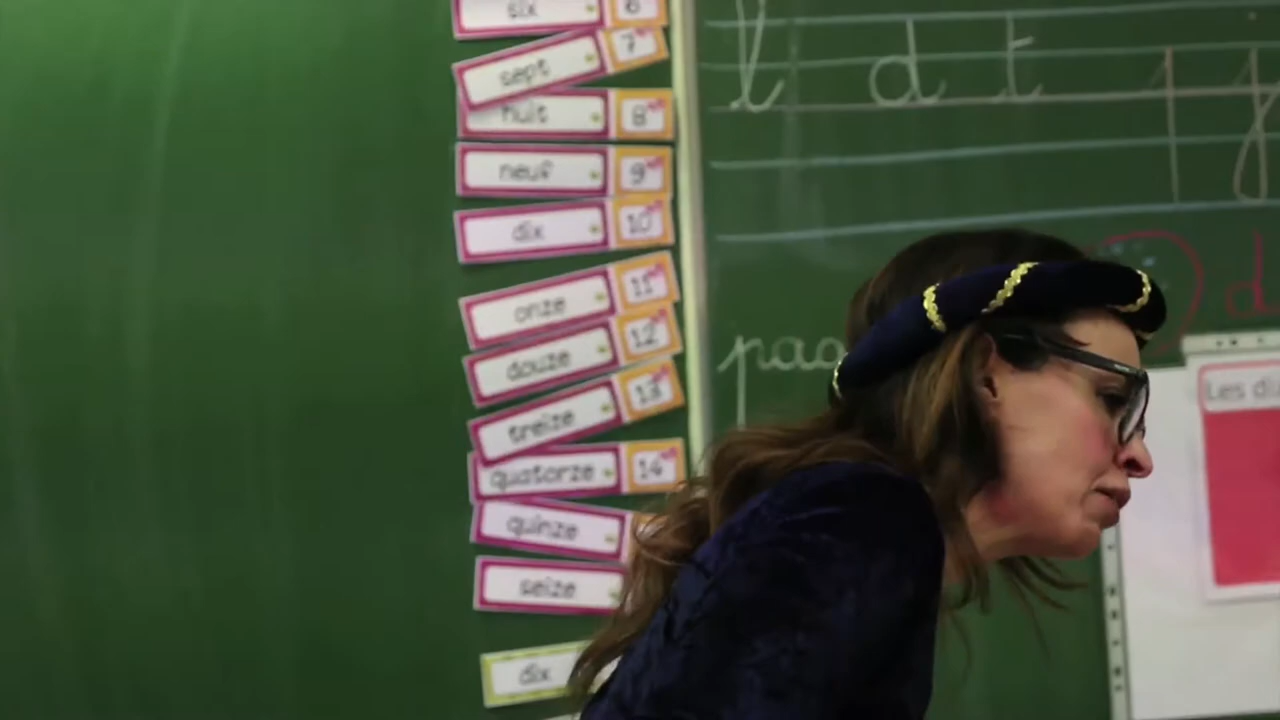 six 6
sept 7
huit 8
neuf 9
dix 10
onze 11
douze 12
treize 13
quatorze 14
quinze
seize
dix
l d t
Les di